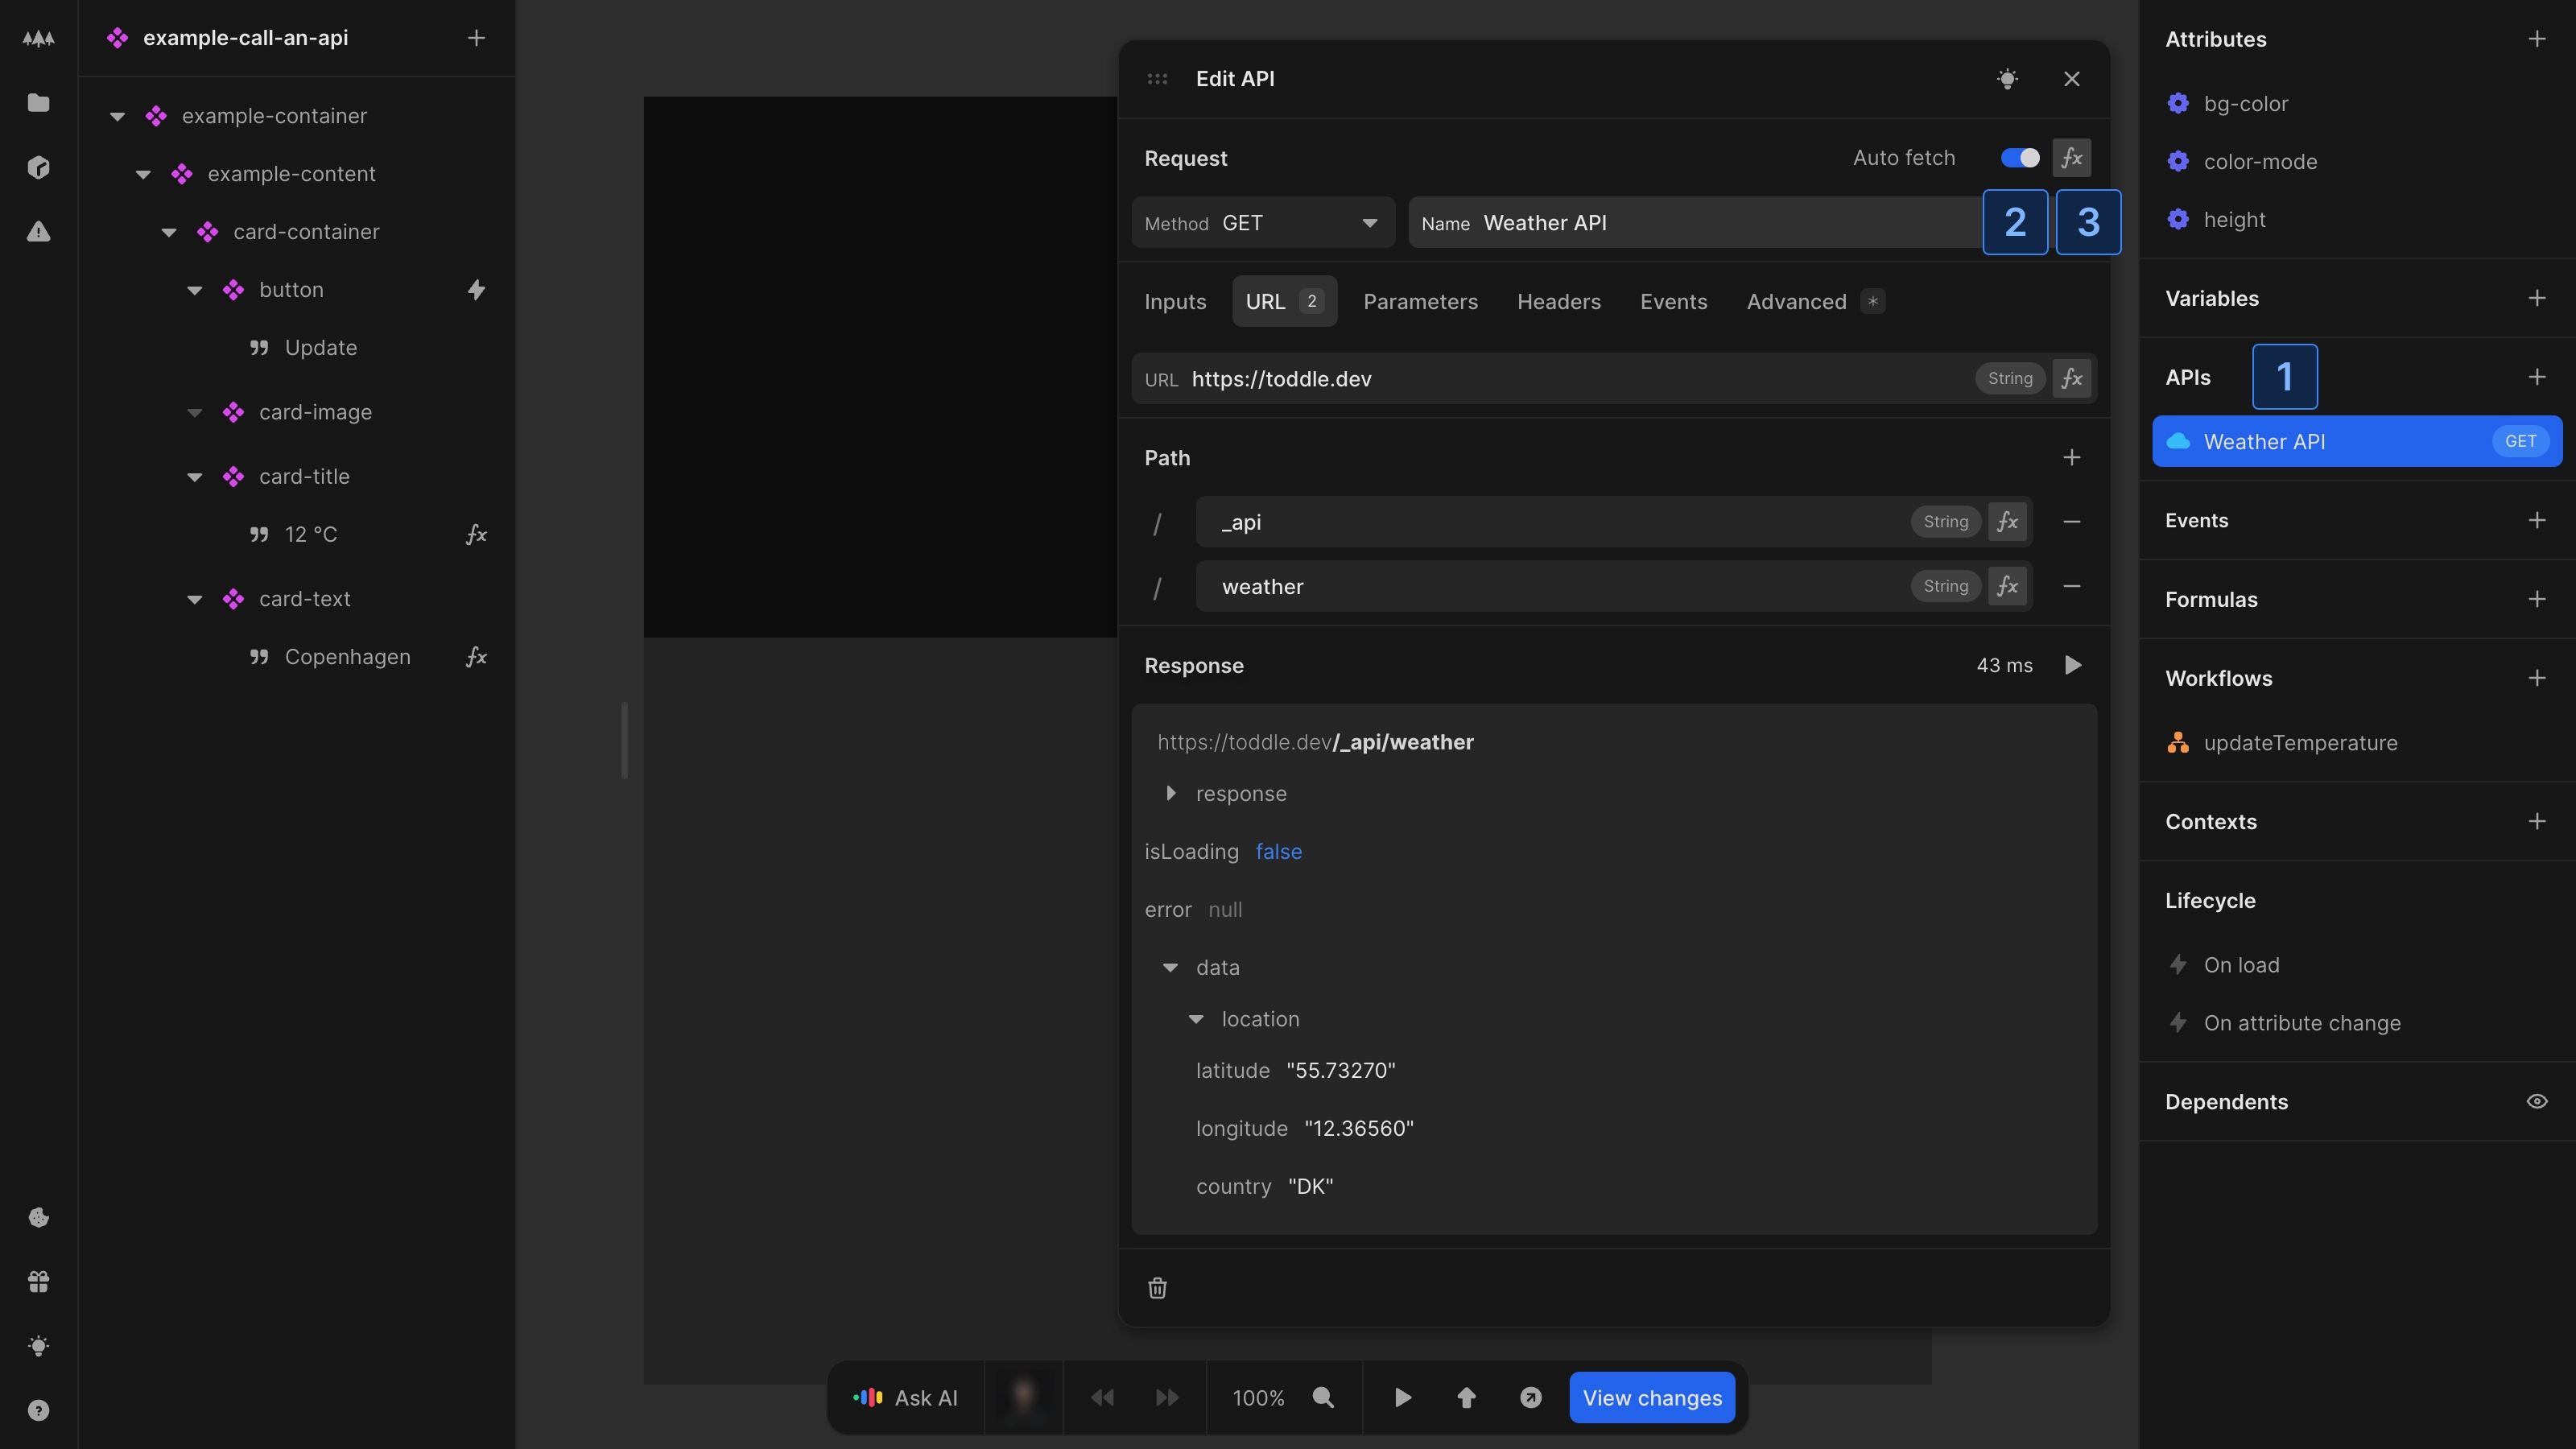 example-call-an-api
example-container
example-content
card-container
button
Update
card-image
card-title
12 °C
card-text
Copenhagen
Edit API
Request
Auto fetch
fx
Method GET
Name Weather API
2
3
Inputs
URL 2
Parameters
Headers
Events
Advanced *
URL https://toddle.dev String fx
Path
/ _api String fx
/ weather String fx
Response
43 ms
https://toddle.dev/_api/weather
response
isLoading false
error null
data
location
latitude "55.73270"
longitude "12.36560"
country "DK"
Ask AI
100%
View changes
Attributes
bg-color
color-mode
height
Variables
APIs
1
Weather API GET
Events
Formulas
Workflows
updateTemperature
Contexts
Lifecycle
On load
On attribute change
Dependents